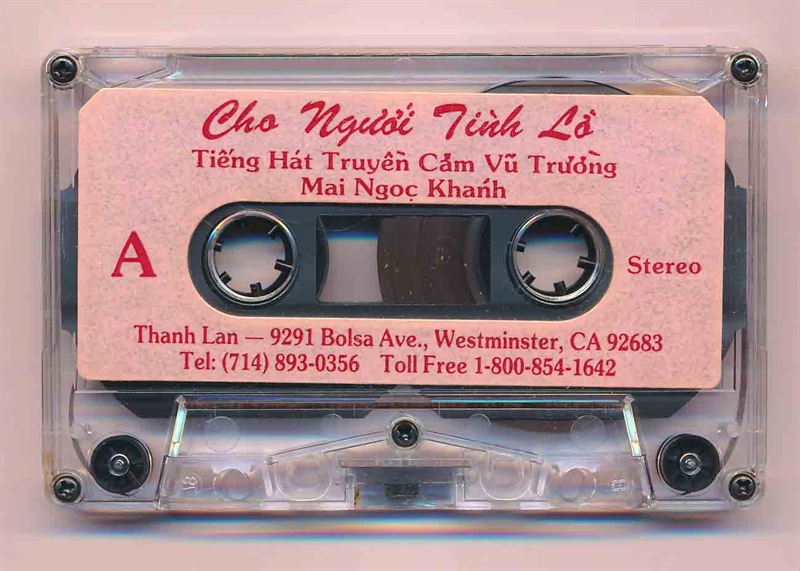 Cho Người Tình Lỡ
Tiếng Hát Truyền Cảm Vũ Trường
Mai Ngọc Khanh
A
Stereo
Thanh Lan — 9291 Bolsa Ave., Westminster, CA 92683
Tel: (714) 893-0356 Toll Free 1-800-854-1642